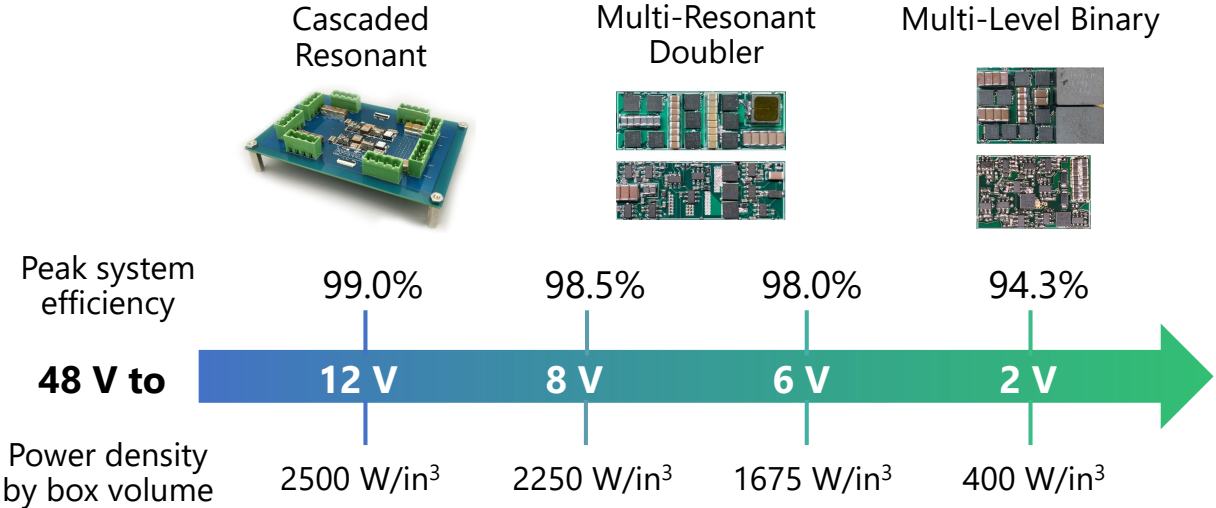 Cascaded
Resonant
Multi-Resonant
Doubler
Multi-Level Binary
Peak system
efficiency
99.0%
98.5%
98.0%
94.3%
48 V to
12 V
8 V
6 V
2 V
Power density
by box volume
2500 W/in³
2250 W/in³
1675 W/in³
400 W/in³